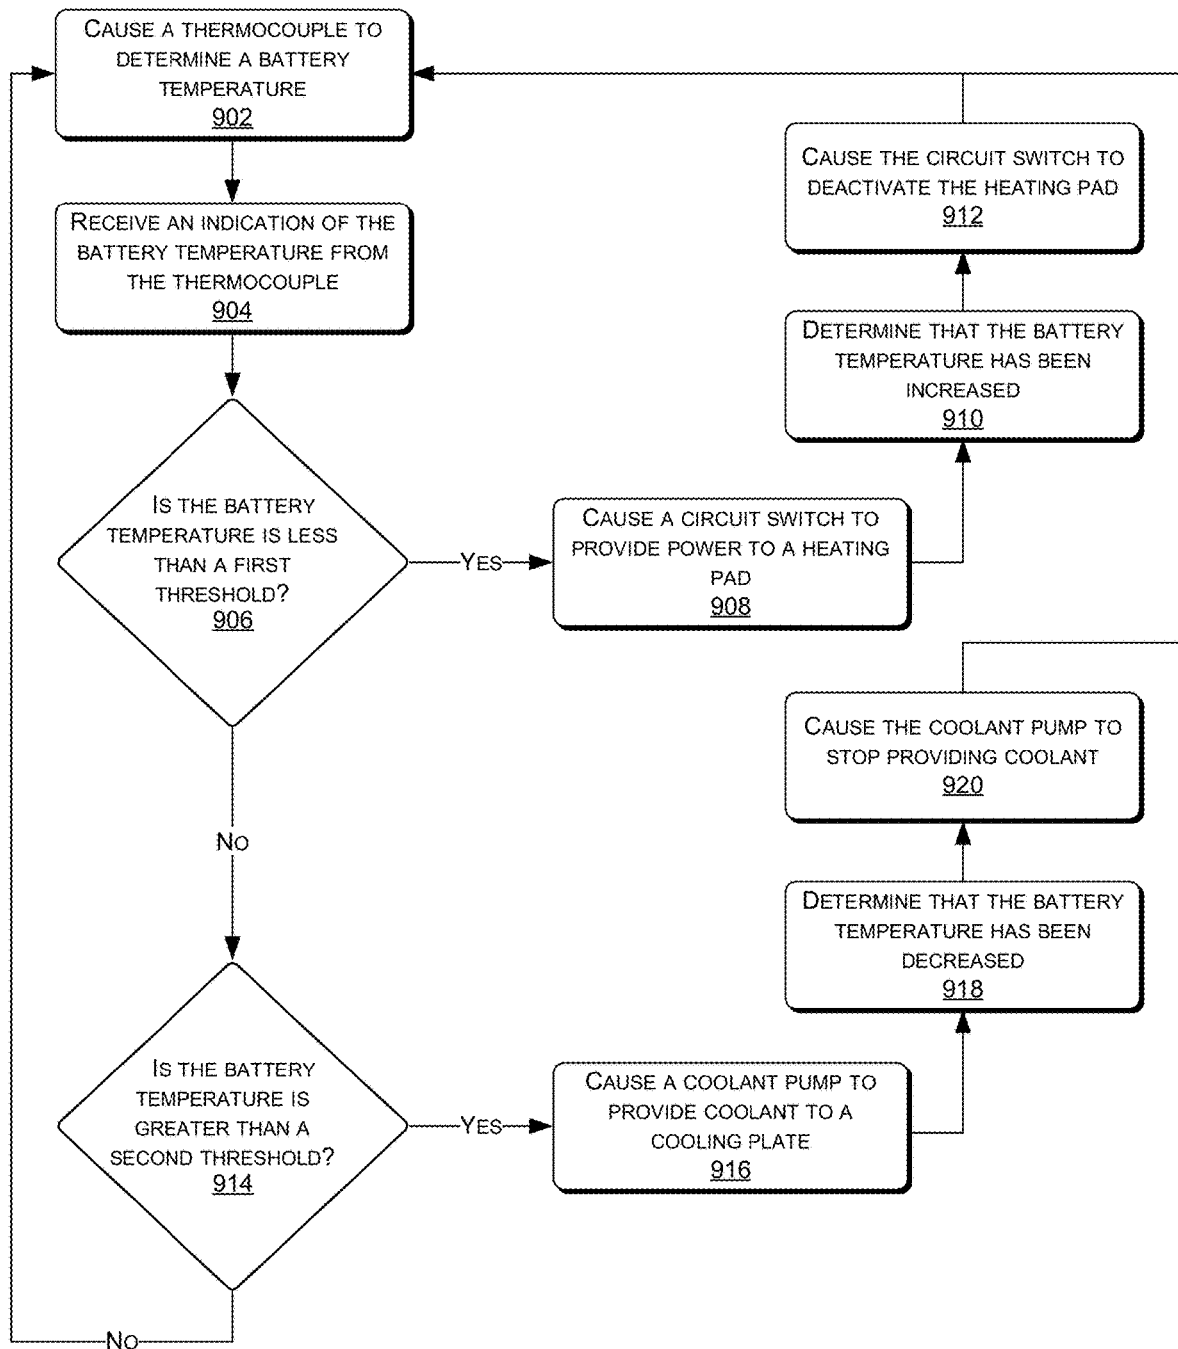 CAUSE A THERMOCOUPLE TO
DETERMINE A BATTERY
TEMPERATURE
902
RECEIVE AN INDICATION OF THE
BATTERY TEMPERATURE FROM
THE THERMOCOUPLE
904
IS THE BATTERY
TEMPERATURE IS LESS
THAN A FIRST
THRESHOLD?
906
YES
CAUSE A CIRCUIT SWITCH TO
PROVIDE POWER TO A HEATING
PAD
908
DETERMINE THAT THE BATTERY
TEMPERATURE HAS BEEN
INCREASED
910
CAUSE THE CIRCUIT SWITCH TO
DEACTIVATE THE HEATING PAD
912
NO
IS THE BATTERY
TEMPERATURE IS
GREATER THAN A
SECOND THRESHOLD?
914
YES
CAUSE A COOLANT PUMP TO
PROVIDE COOLANT TO A
COOLING PLATE
916
DETERMINE THAT THE BATTERY
TEMPERATURE HAS BEEN
DECREASED
918
CAUSE THE COOLANT PUMP TO
STOP PROVIDING COOLANT
920
NO